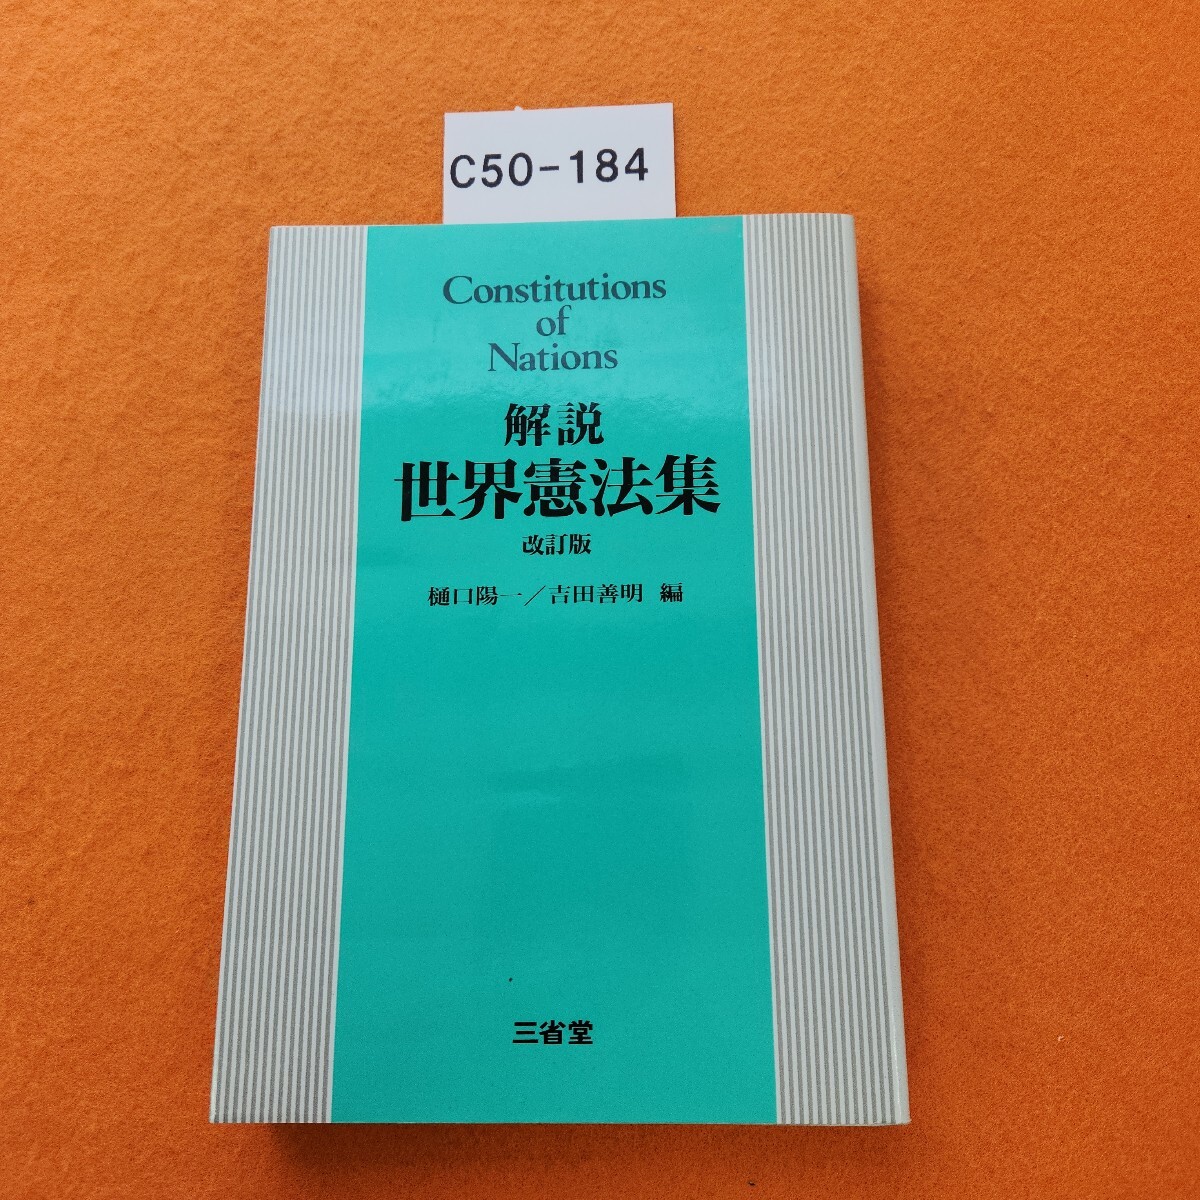 C50-184
Constitutions
of
Nations
解説
世界憲法集
改訂版
樋口陽一／吉田善明 編
三省堂